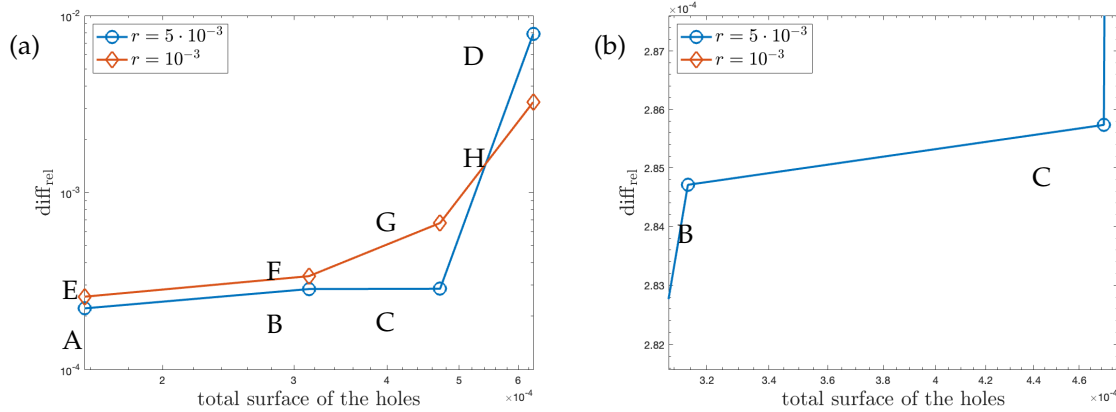 (a)
10⁻²
r = 5 · 10⁻³
r = 10⁻³
D
H
10⁻³
G
F
E
B
C
A
10⁻⁴
diff_rel
2
3
4
5
6
×10⁻⁴
total surface of the holes
(b)
×10⁻⁴
r = 5 · 10⁻³
r = 10⁻³
2.87
2.86
2.85
2.84
2.83
2.82
C
B
diff_rel
3.2
3.4
3.6
3.8
4
4.2
4.4
4.6
×10⁻⁴
total surface of the holes